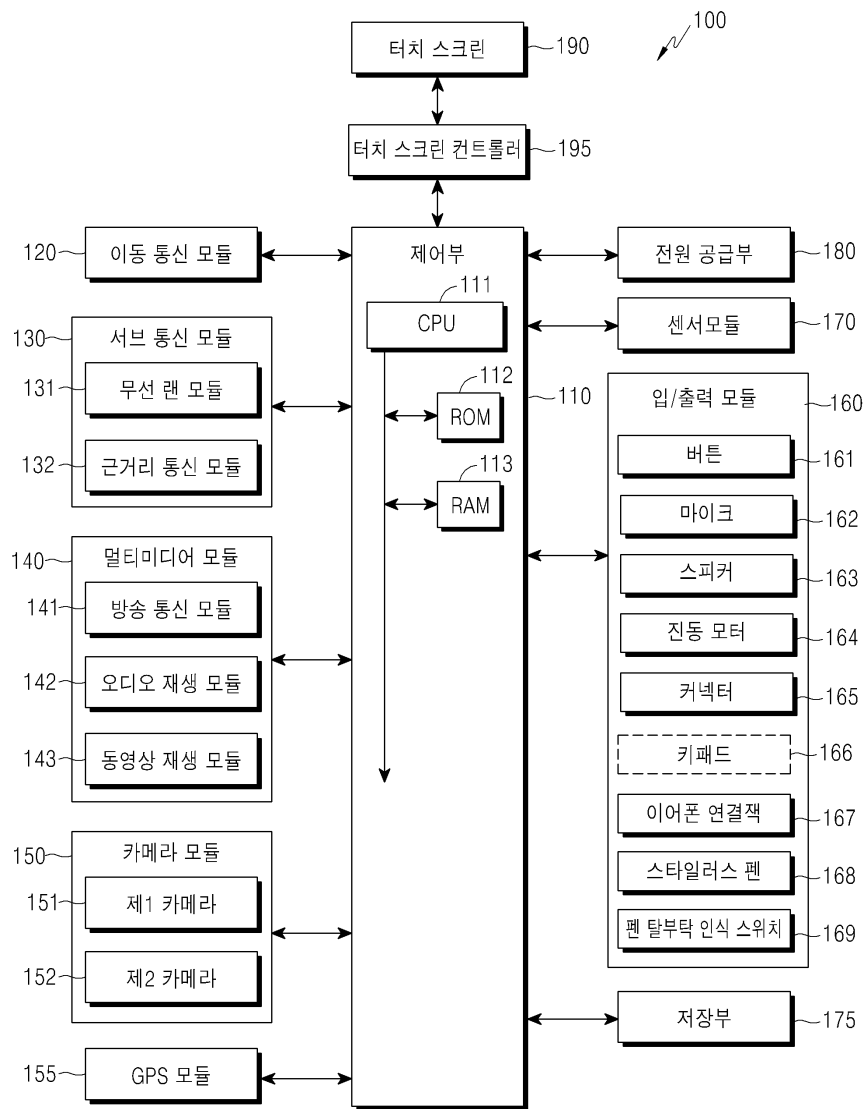 100
터치 스크린 190
터치 스크린 컨트롤러 195
120 이동 통신 모듈
130 서브 통신 모듈
131 무선 랜 모듈
132 근거리 통신 모듈
140 멀티미디어 모듈
141 방송 통신 모듈
142 오디오 재생 모듈
143 동영상 재생 모듈
150 카메라 모듈
151 제1 카메라
152 제2 카메라
155 GPS 모듈
제어부 110
111
CPU
112
ROM
113
RAM
전원 공급부 180
센서모듈 170
입/출력 모듈 160
버튼 161
마이크 162
스피커 163
진동 모터 164
커넥터 165
키패드 166
이어폰 연결잭 167
스타일러스 펜 168
펜 탈부탁 인식 스위치 169
저장부 175